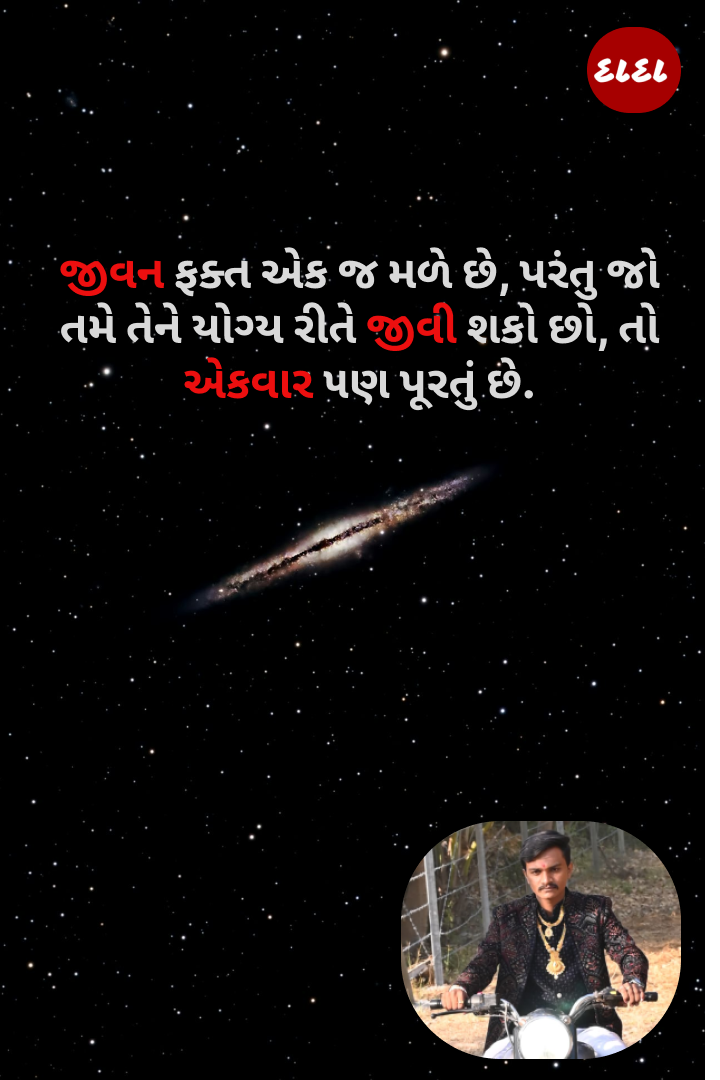 દાદા
જીવન ફક્ત એક જ મળે છે, પરંતુ જો
તમે તેને યોગ્ય રીતે જીવી શકો છો, તો
એકવાર પણ પૂરતું છે.